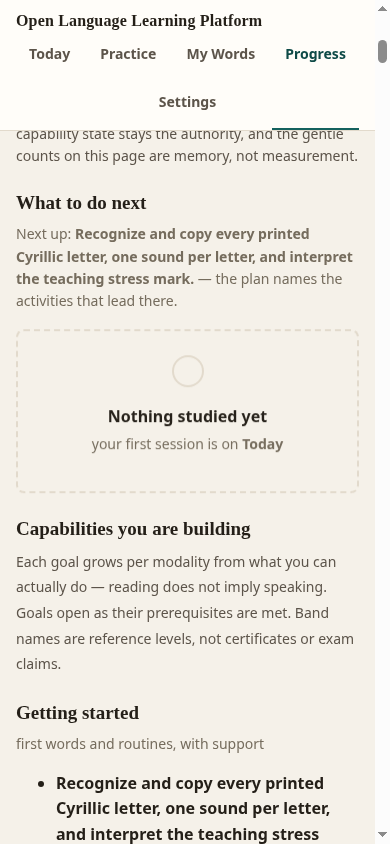 Open Language Learning Platform
Today Practice My Words Progress
Settings
capability state stays the authority, and the gentle
counts on this page are memory, not measurement.
What to do next
Next up: Recognize and copy every printed
Cyrillic letter, one sound per letter, and interpret
the teaching stress mark. — the plan names the
activities that lead there.
Nothing studied yet
your first session is on Today
Capabilities you are building
Each goal grows per modality from what you can
actually do — reading does not imply speaking.
Goals open as their prerequisites are met. Band
names are reference levels, not certificates or exam
claims.
Getting started
first words and routines, with support
• Recognize and copy every printed
Cyrillic letter, one sound per letter,
and interpret the teaching stress